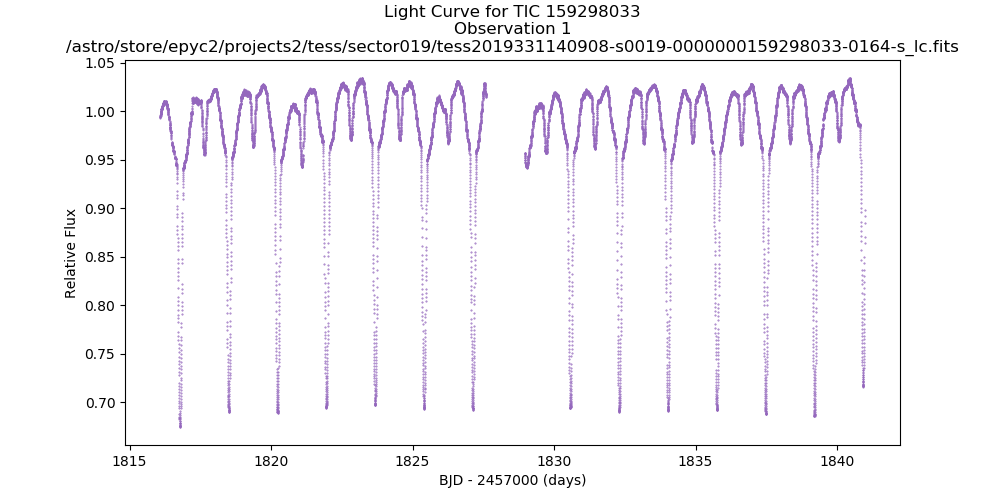 Light Curve for TIC 159298033
Observation 1
/astro/store/epyc2/projects2/tess/sector019/tess2019331140908-s0019-0000000159298033-0164-s_lc.fits
1.05
1.00
0.95
0.90
0.85
0.80
0.75
0.70
Relative Flux
1815
1820
1825
1830
1835
1840
BJD - 2457000 (days)